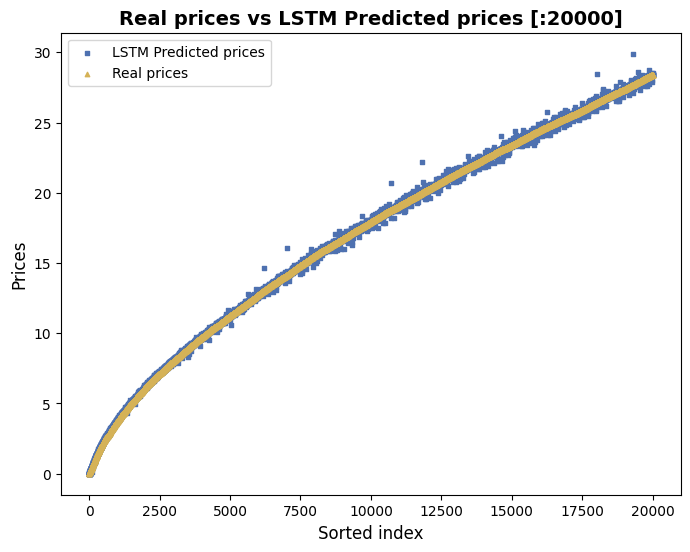 Real prices vs LSTM Predicted prices [:20000]
LSTM Predicted prices
Real prices
30
25
20
15
10
5
0
Prices
0 2500 5000 7500 10000 12500 15000 17500 20000
Sorted index